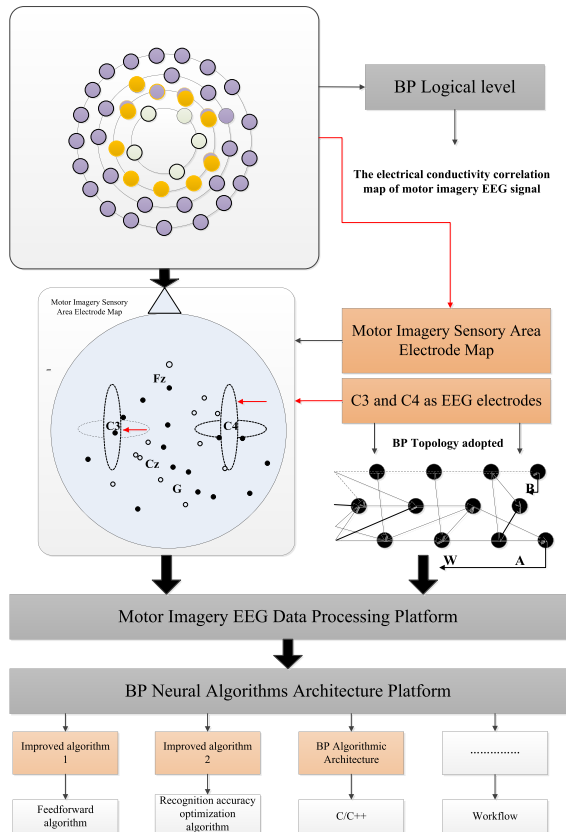 BP Logical level
The electrical conductivity correlation
map of motor imagery EEG signal
Motor Imagery Sensory
Area Electrode Map
Motor Imagery Sensory Area
Electrode Map
Fz
C3 and C4 as EEG electrodes
C3
C4
BP Topology adopted
Cz
G
B
W
A
Motor Imagery EEG Data Processing Platform
BP Neural Algorithms Architecture Platform
Improved algorithm
1
Improved algorithm
2
BP Algorithmic
Architecture
...............
Feedforward
algorithm
Recognition accuracy
optimization
algorithm
C/C++
Workflow